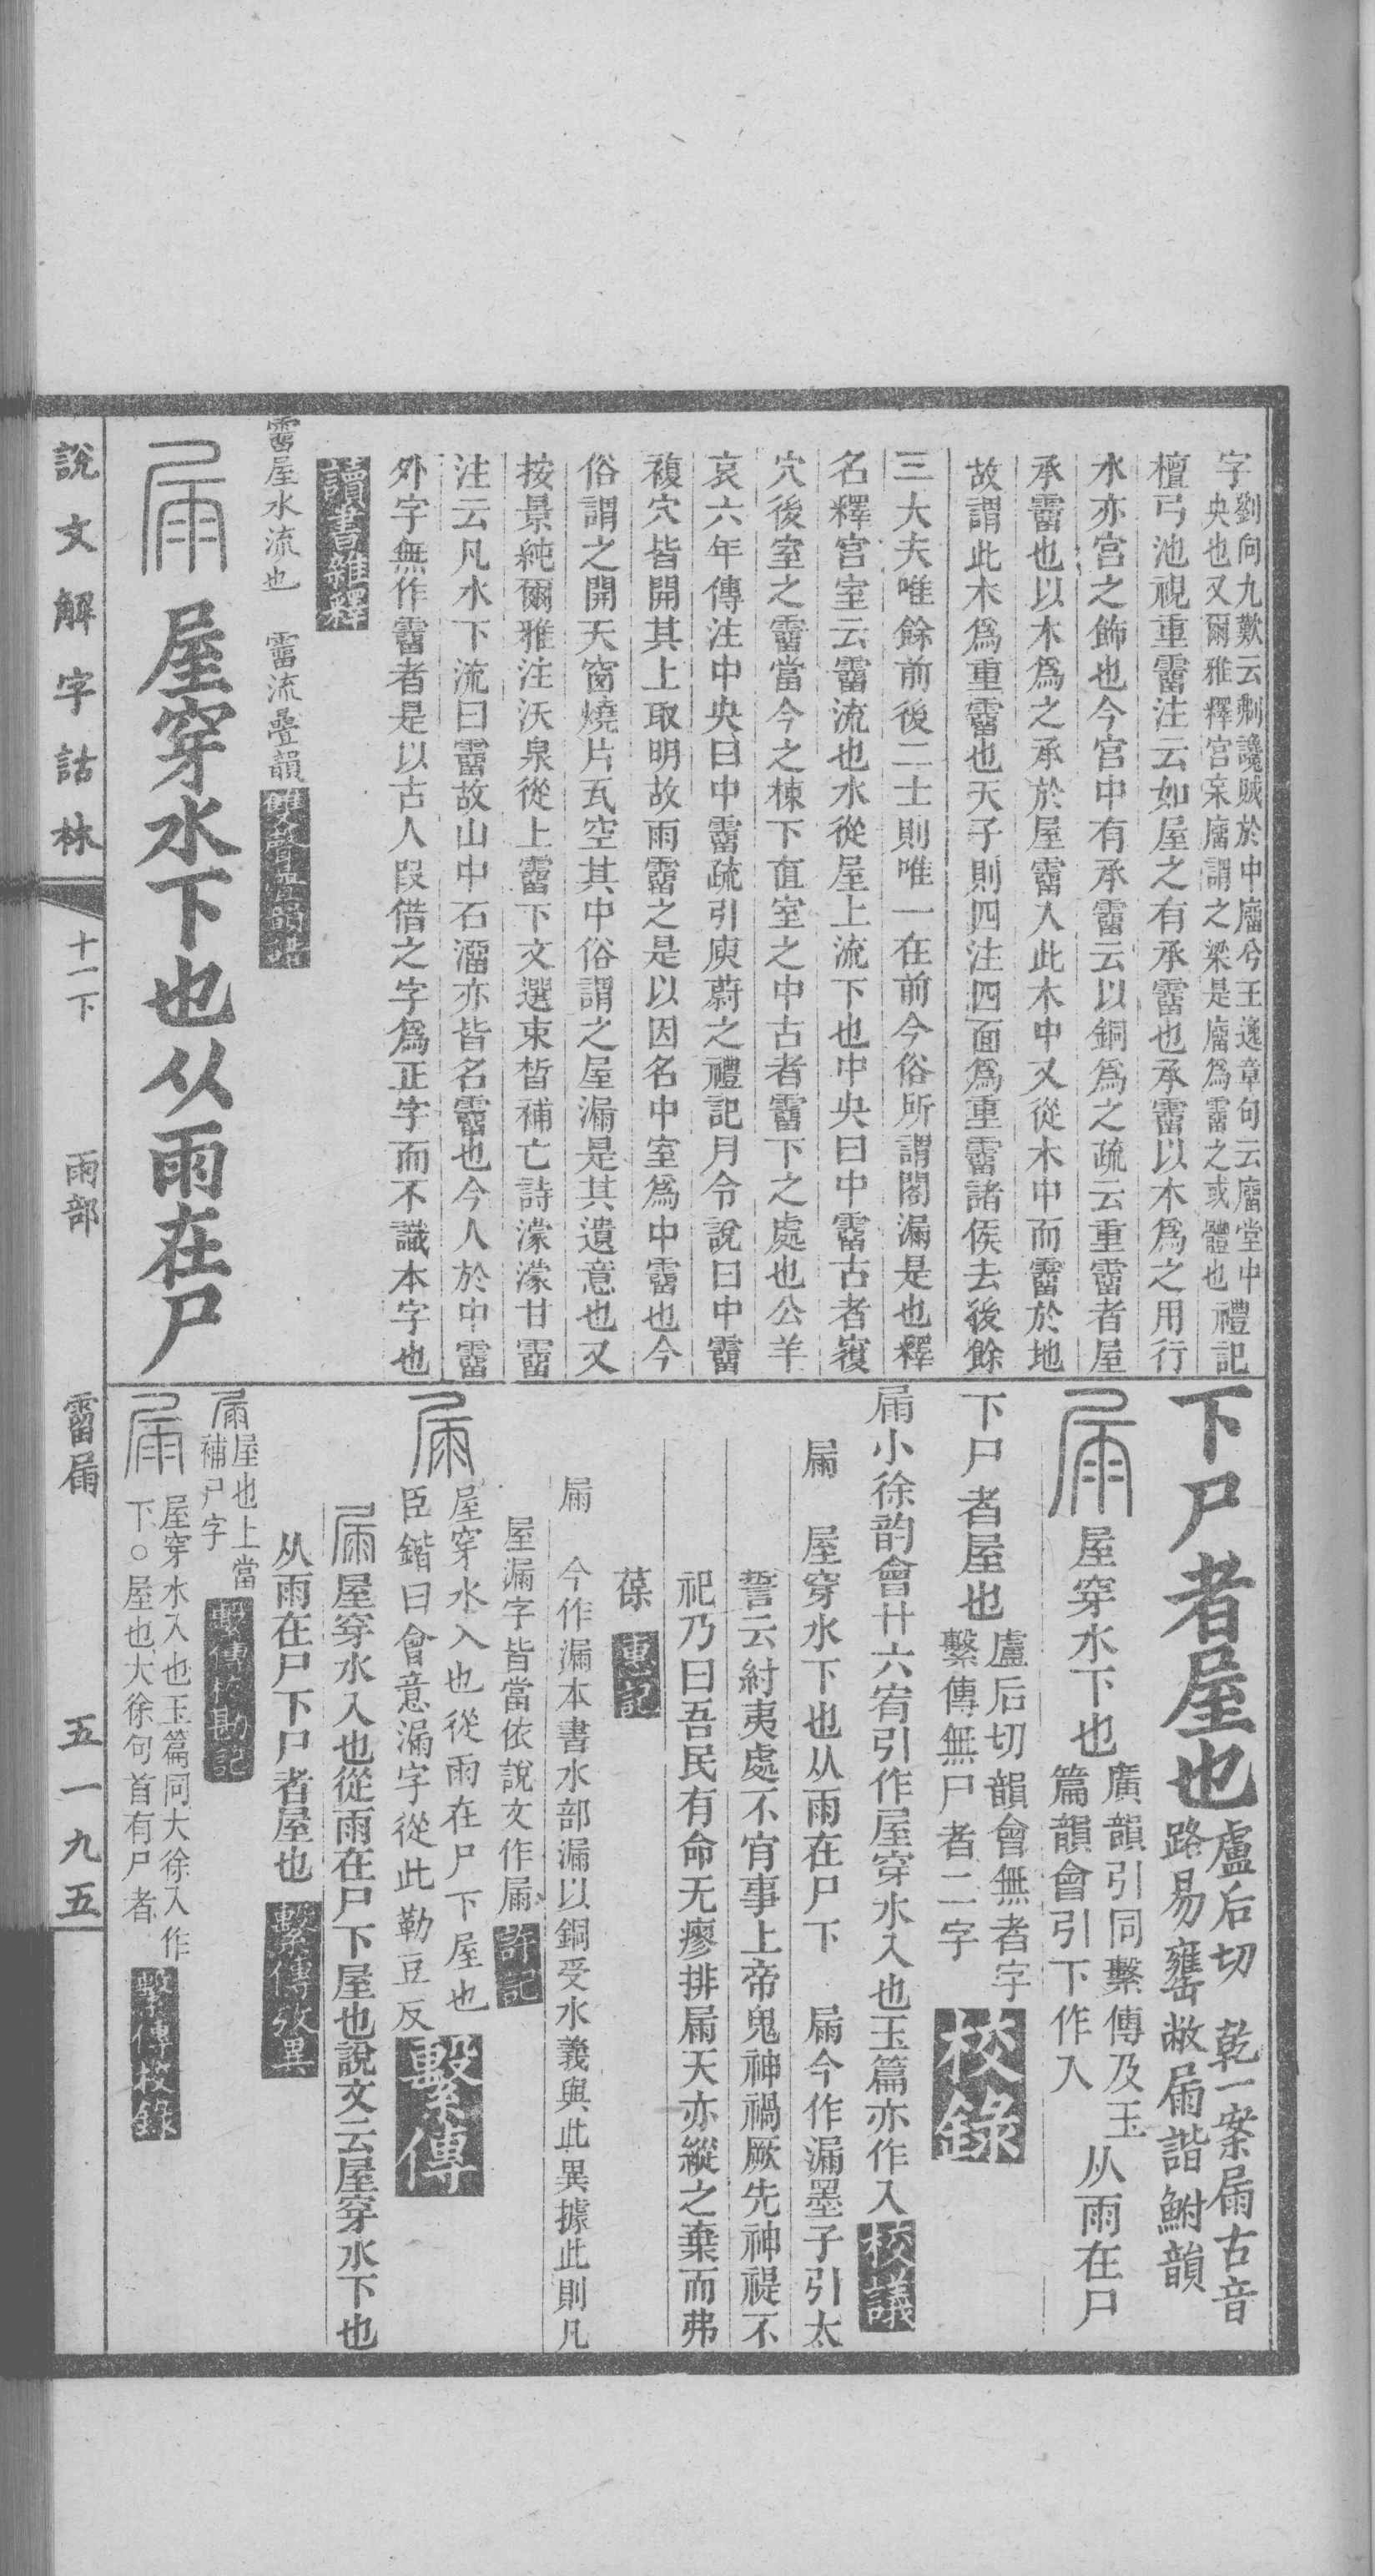 字劉向九歎云㓨讒賊於中廇兮王逸章句云廇堂中
央也又爾雅釋宫杗廇謂之梁是廇爲霤之或體也禮記
檀弓池視重霤注云如屋之有承霤也承霤以木爲之用行
水亦宫之飾也今宫中有承霤云以銅爲之疏云重霤者屋
承霤也以木爲之承於屋霤入此木中又從木中而霤於地
故謂此木爲重霤也天子則四注四面爲重霤諸侯去後餘
三大夫唯餘前後二士則唯一在前今俗所謂閣漏是也釋
名釋宫室云霤流也水從屋上流下也中央曰中霤古者寝
穴後室之霤當今之棟下直室之中古者霤下之處也公羊
哀六年傳注中央曰中霤疏引庾蔚之禮記月令說曰中霤
複穴皆開其上取明故雨霤之是以因名中室爲中霤也今
俗謂之開天窗燒片瓦空其中俗謂之屋漏是其遺意也又
按景純爾雅注沃泉從上霤下文選束晳補亡詩濛濛甘霤
注云凡水下流曰霤故山中石溜亦皆名霤也今人於中霤
外字無作霤者是以古人叚借之字爲正字而不識本字也
讀書雜釋
霤屋水流也 霤流疊韻 雙聲疊韻譜
屚 屋穿水下也从雨在尸
下尸者屋也盧后切 乾一案屚古音
路易甕敝屚諧鮒韻
屚 屋穿水下也廣韻引同繫傳及玉
篇韻會引下作入 从雨在尸
下尸者屋也盧后切韻會無者字
繫傳無尸者二字 校錄
屚小徐韵會廿六宥引作屋穿水入也玉篇亦作入 校議
屚 屋穿水下也从雨在尸下 屚今作漏墨子引太
誓云紂夷處不肎事上帝鬼神禍厥先神禔不
祀乃曰吾民有命无廖排屚天亦縱之棄而弗
葆 惠記
屚 今作漏本書水部漏以銅受水義與此異據此則凡
屋漏字皆當依說文作屚 許記
屚 屋穿水入也從雨在尸下屋也
臣鍇曰會意漏字從此勒豆反 繫傳
屚屋穿水入也從雨在尸下屋也說文云屋穿水下也
从雨在尸下尸者屋也 繫傳攷異
屚屋也上當
補尸字 繫傳校勘記
屚 屋穿水入也玉篇同大徐入作
下○屋也大徐句首有尸者 繫傳校錄
說文解字詁林 十一下 雨部 霤屚 五一九五